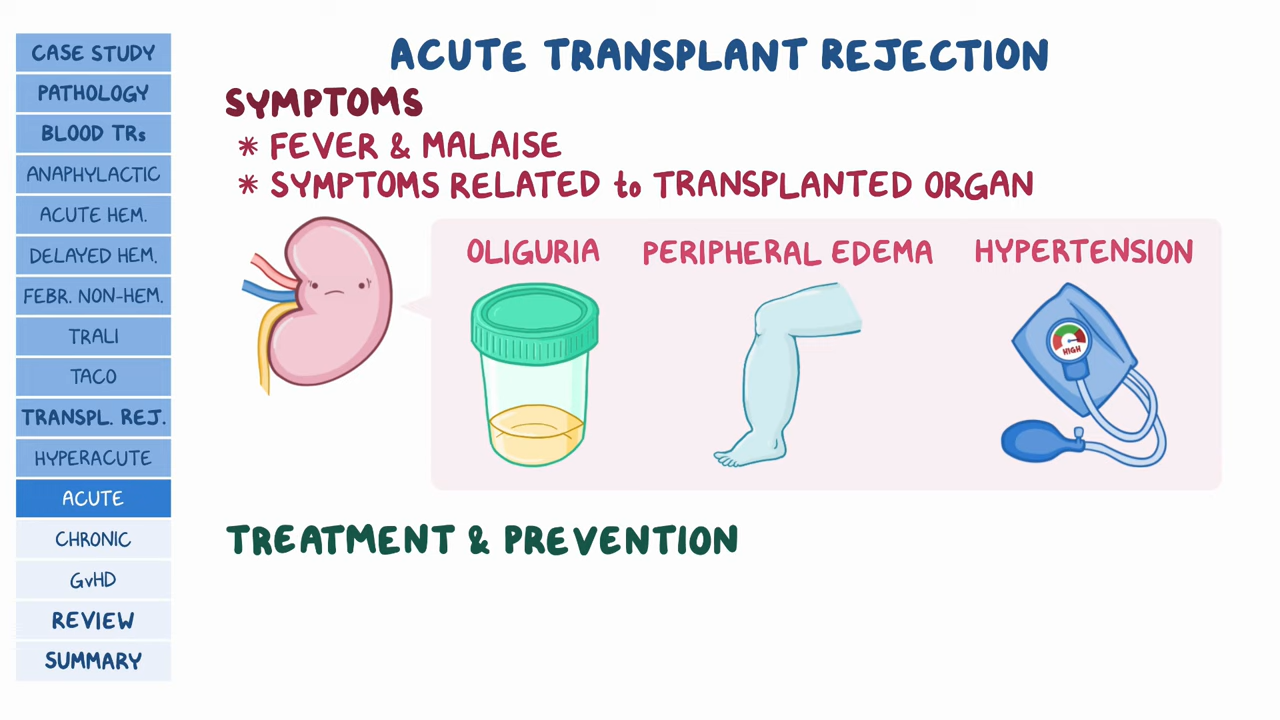 CASE STUDY
PATHOLOGY
BLOOD TRs
ANAPHYLACTIC
ACUTE HEM.
DELAYED HEM.
FEBR. NON-HEM.
TRALI
TACO
TRANSPL. REJ.
HYPERACUTE
ACUTE
CHRONIC
GvHD
REVIEW
SUMMARY
ACUTE TRANSPLANT REJECTION
SYMPTOMS
* FEVER & MALAISE
* SYMPTOMS RELATED to TRANSPLANTED ORGAN
OLIGURIA PERIPHERAL EDEMA HYPERTENSION
HIGH
TREATMENT & PREVENTION